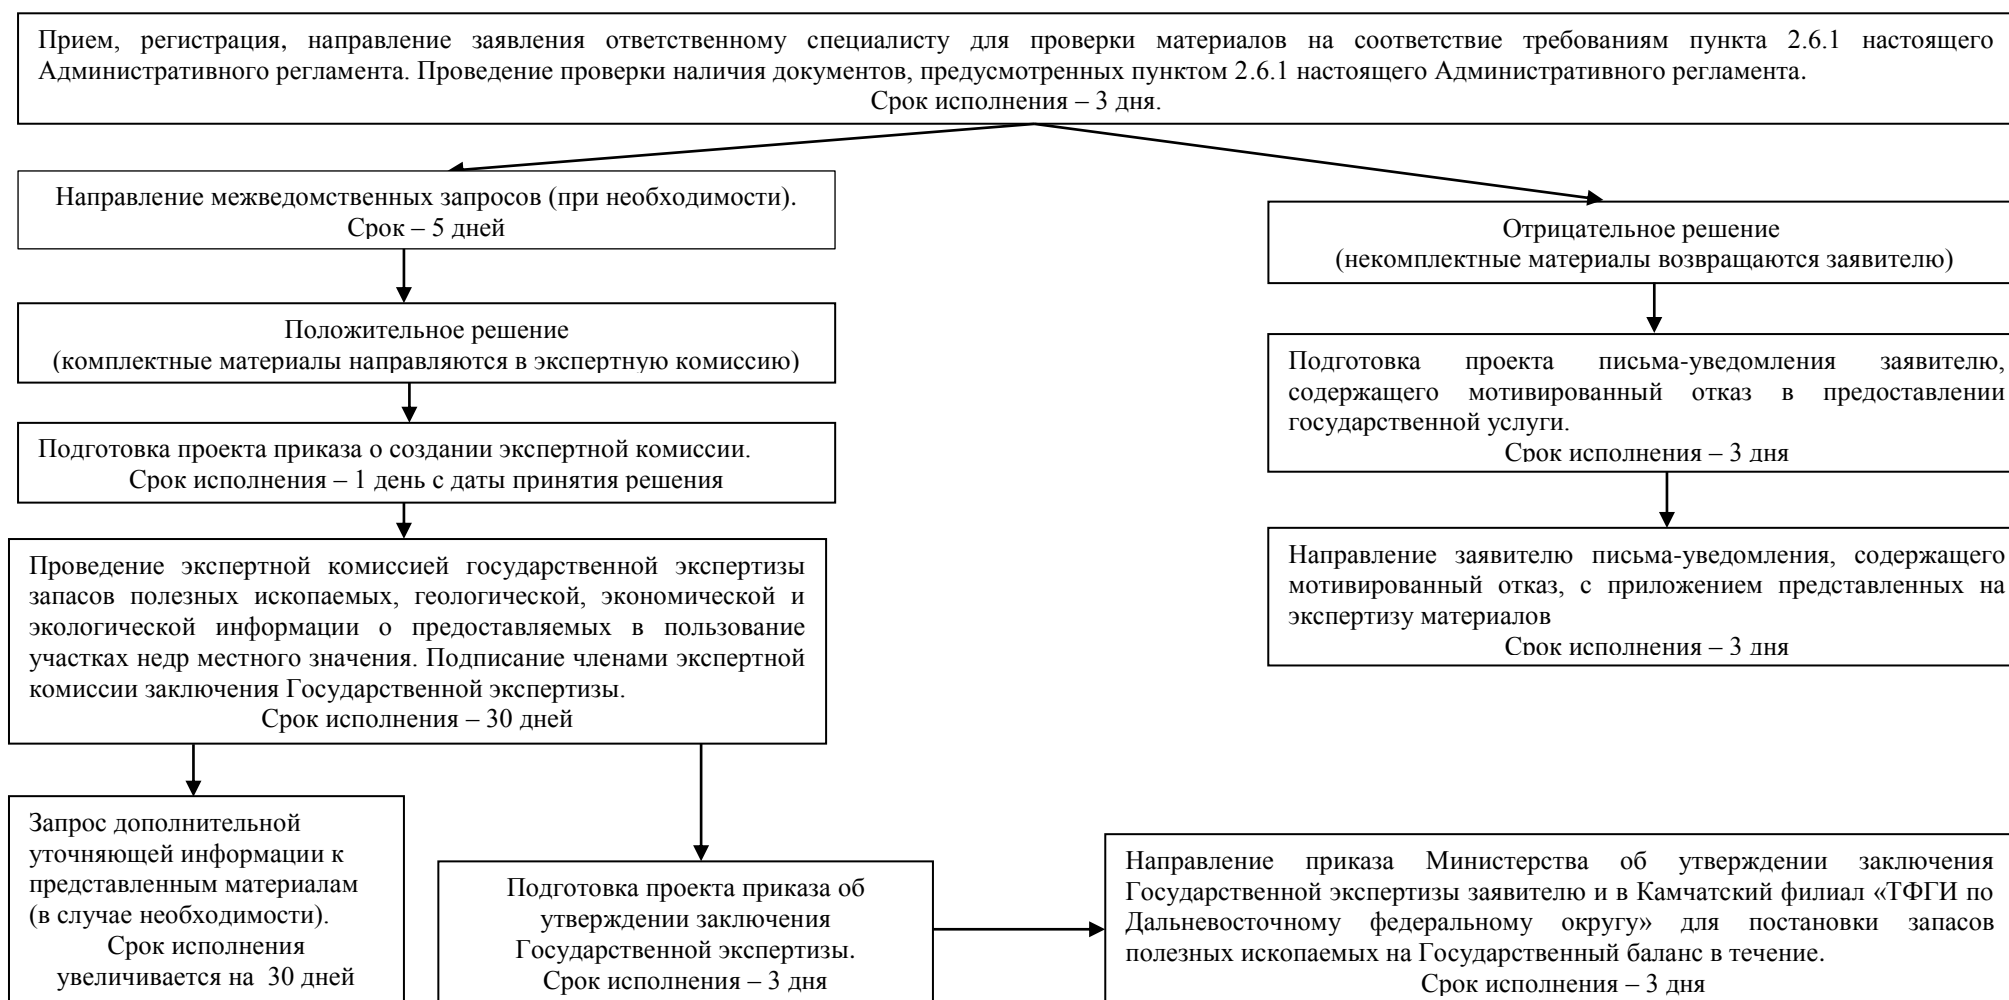 Прием, регистрация, направление заявления ответственному специалисту для проверки материалов на соответствие требованиям пункта 2.6.1 настоящего
Административного регламента. Проведение проверки наличия документов, предусмотренных пунктом 2.6.1 настоящего Административного регламента.
Срок исполнения – 3 дня.
Направление межведомственных запросов (при необходимости).
Срок – 5 дней
Положительное решение
(комплектные материалы направляются в экспертную комиссию)
Подготовка проекта приказа о создании экспертной комиссии.
Срок исполнения – 1 день с даты принятия решения
Проведение экспертной комиссией государственной экспертизы
запасов полезных ископаемых, геологической, экономической и
экологической информации о предоставляемых в пользование
участках недр местного значения. Подписание членами экспертной
комиссии заключения Государственной экспертизы.
Срок исполнения – 30 дней
Запрос дополнительной
уточняющей информации к
представленным материалам
(в случае необходимости).
Срок исполнения
увеличивается на 30 дней
Подготовка проекта приказа об
утверждении заключения
Государственной экспертизы.
Срок исполнения – 3 дня
Направление приказа Министерства об утверждении заключения
Государственной экспертизы заявителю и в Камчатский филиал «ТФГИ по
Дальневосточному федеральному округу» для постановки запасов
полезных ископаемых на Государственный баланс в течение.
Срок исполнения – 3 дня
Отрицательное решение
(некомплектные материалы возвращаются заявителю)
Подготовка проекта письма-уведомления заявителю,
содержащего мотивированный отказ в предоставлении
государственной услуги.
Срок исполнения – 3 дня
Направление заявителю письма-уведомления, содержащего
мотивированный отказ, с приложением представленных на
экспертизу материалов
Срок исполнения – 3 дня